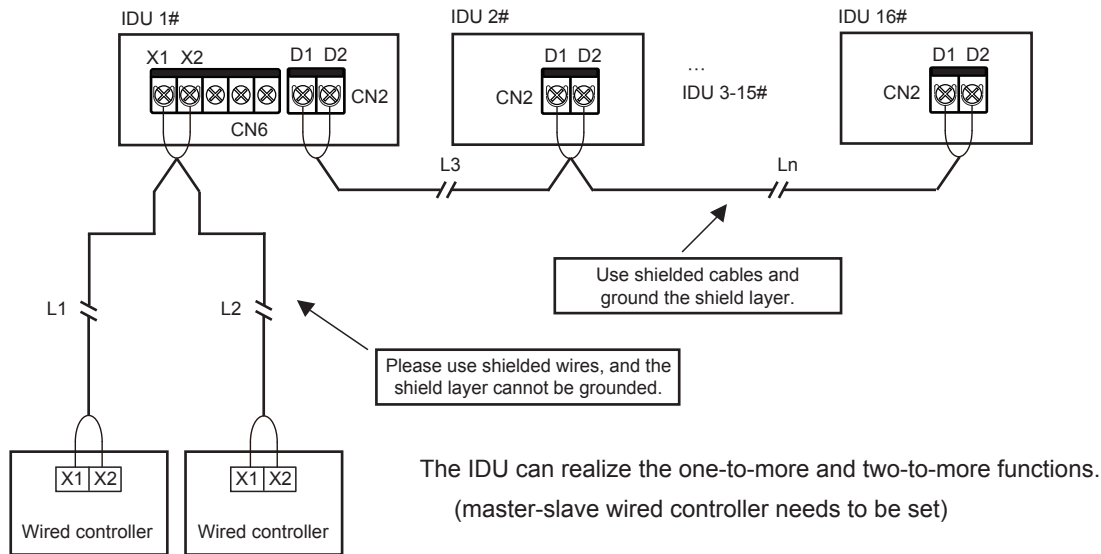 IDU 1#
IDU 2#
IDU 16#
X1 X2
D1 D2
CN2
CN6
D1 D2
CN2
…
IDU 3-15#
D1 D2
CN2
L3
Ln
Use shielded cables and
ground the shield layer.
L1
L2
Please use shielded wires, and the
shield layer cannot be grounded.
X1 X2
Wired controller
X1 X2
Wired controller
The IDU can realize the one-to-more and two-to-more functions.
(master-slave wired controller needs to be set)